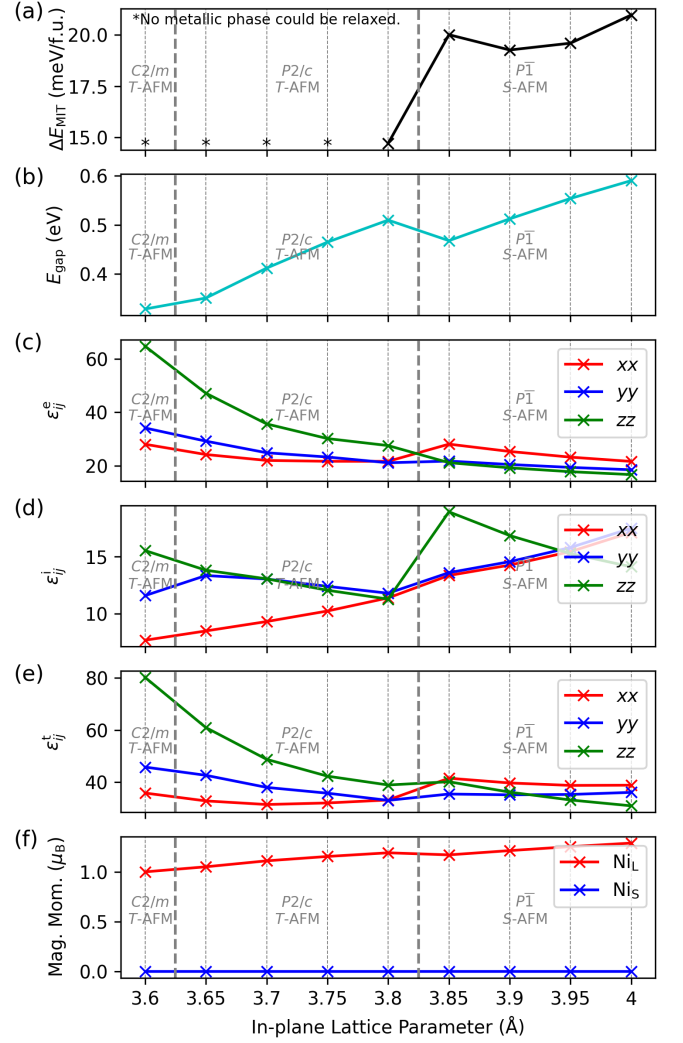 (a)
*No metallic phase could be relaxed.
ΔE_MIT (meV/f.u.)
20.0
17.5
15.0
C2/m
T-AFM
P2/c
T-AFM
P1̅
S-AFM
* * * *
(b)
E_gap (eV)
0.6
0.5
0.4
C2/m
T-AFM
P2/c
T-AFM
P1̅
S-AFM
(c)
ε^e_ij
60
40
20
C2/m
T-AFM
P2/c
T-AFM
P1̅
S-AFM
xx
yy
zz
(d)
ε^i_ij
15
10
C2/m
T-AFM
P2/c
T-AFM
P1̅
S-AFM
xx
yy
zz
(e)
ε^t_ij
80
60
40
C2/m
T-AFM
P2/c
T-AFM
P1̅
S-AFM
xx
yy
zz
(f)
Mag. Mom. (μ_B)
1.0
0.5
0.0
C2/m
T-AFM
P2/c
T-AFM
P1̅
S-AFM
Ni_L
Ni_S
3.6 3.65 3.7 3.75 3.8 3.85 3.9 3.95 4
In-plane Lattice Parameter (Å)